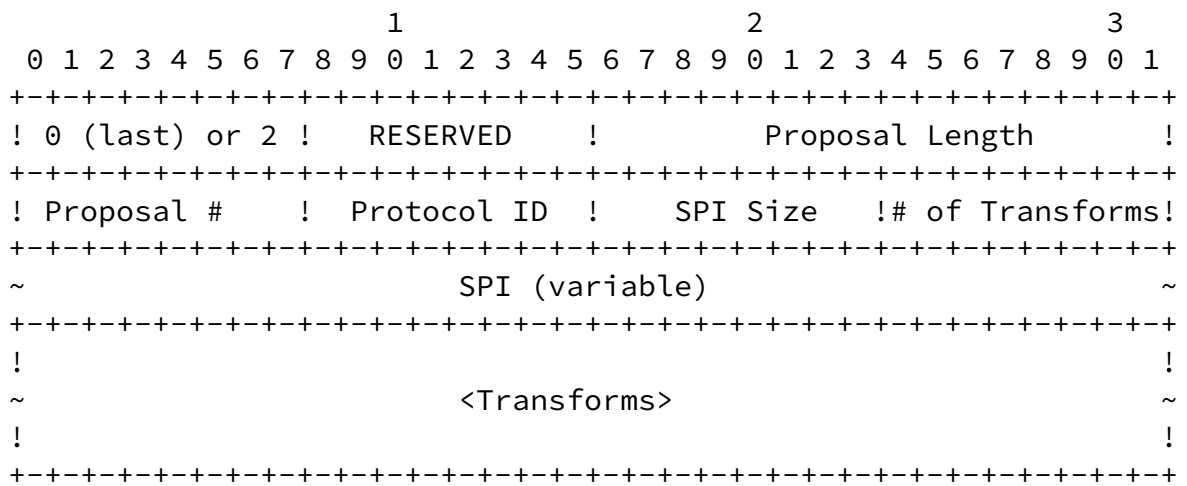 1                   2                   3
 0 1 2 3 4 5 6 7 8 9 0 1 2 3 4 5 6 7 8 9 0 1 2 3 4 5 6 7 8 9 0 1
+-+-+-+-+-+-+-+-+-+-+-+-+-+-+-+-+-+-+-+-+-+-+-+-+-+-+-+-+-+-+-+-+
! 0 (last) or 2 !   RESERVED    !         Proposal Length       !
+-+-+-+-+-+-+-+-+-+-+-+-+-+-+-+-+-+-+-+-+-+-+-+-+-+-+-+-+-+-+-+-+
! Proposal #    !  Protocol ID  !    SPI Size   !# of Transforms!
+-+-+-+-+-+-+-+-+-+-+-+-+-+-+-+-+-+-+-+-+-+-+-+-+-+-+-+-+-+-+-+-+
~                        SPI (variable)                         ~
+-+-+-+-+-+-+-+-+-+-+-+-+-+-+-+-+-+-+-+-+-+-+-+-+-+-+-+-+-+-+-+-+
!                                                               !
~                        <Transforms>                           ~
!                                                               !
+-+-+-+-+-+-+-+-+-+-+-+-+-+-+-+-+-+-+-+-+-+-+-+-+-+-+-+-+-+-+-+-+